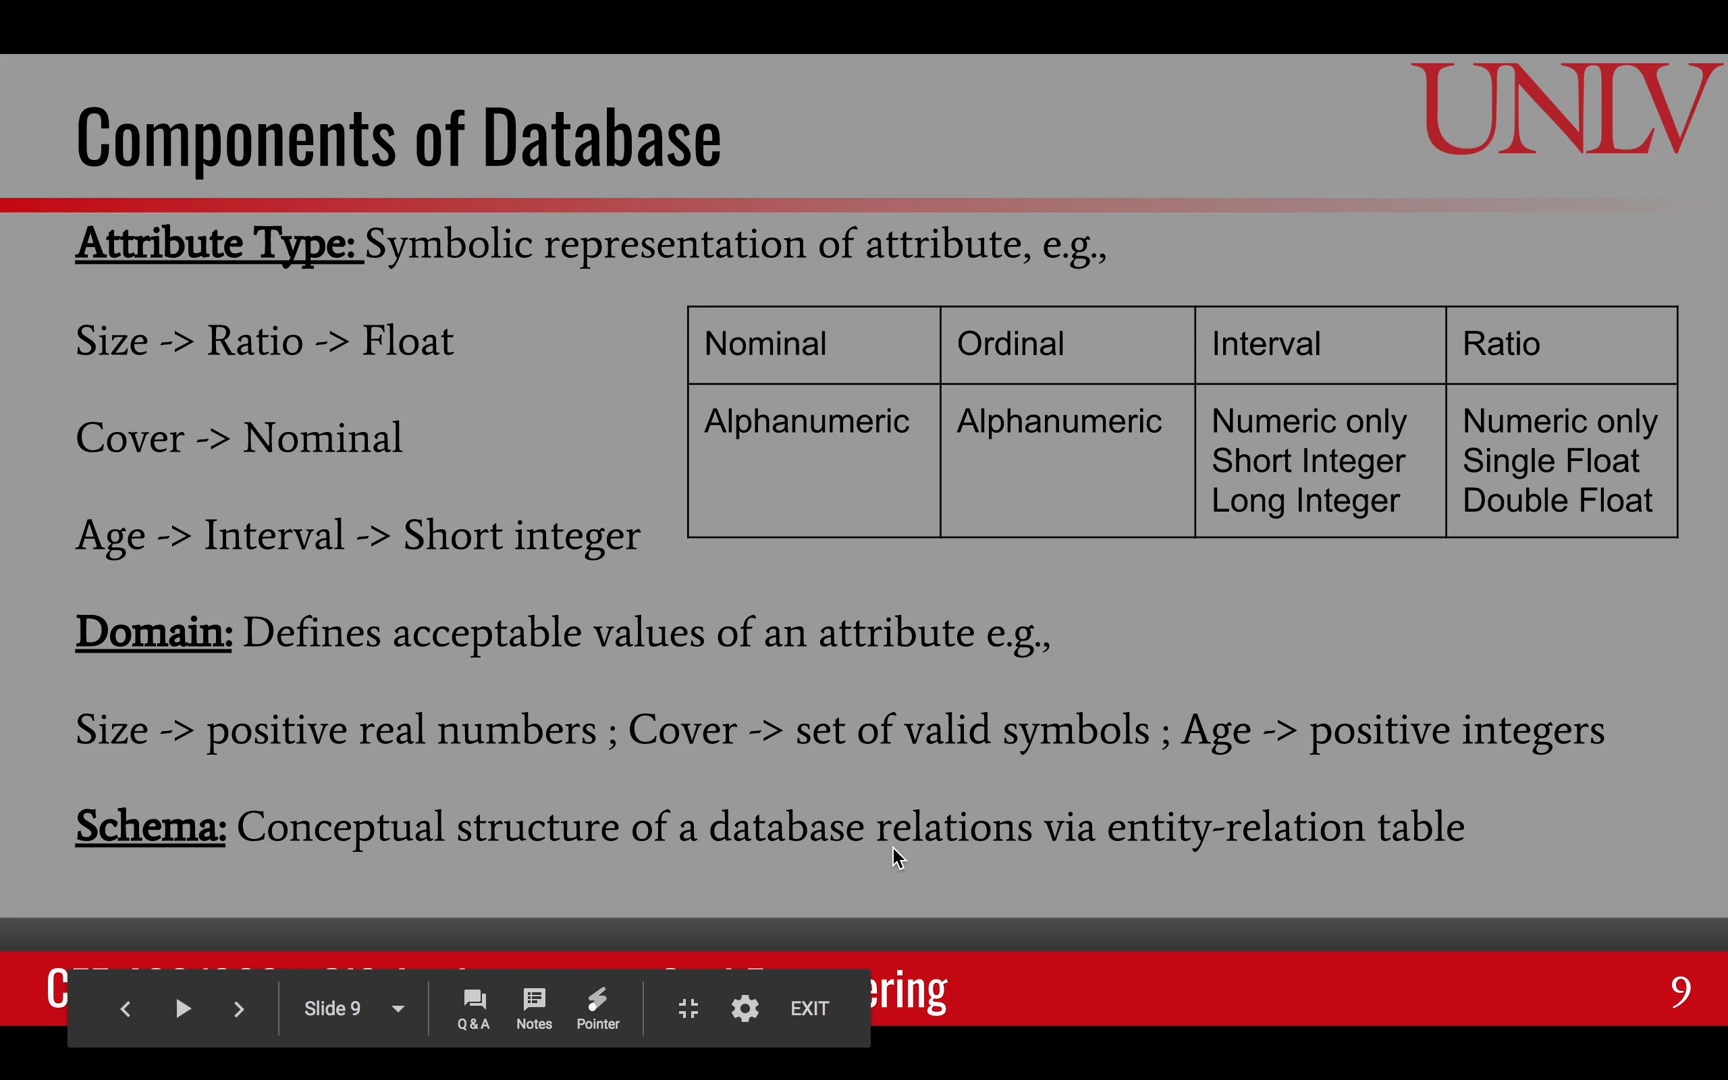 UNLV
Components of Database
Attribute Type: Symbolic representation of attribute, e.g.,
Size -> Ratio -> Float
Cover -> Nominal
Age -> Interval -> Short integer
Nominal Ordinal Interval Ratio
Alphanumeric Alphanumeric Numeric only Numeric only
Short Integer Single Float
Long Integer Double Float
Domain: Defines acceptable values of an attribute e.g.,
Size -> positive real numbers ; Cover -> set of valid symbols ; Age -> positive integers
Schema: Conceptual structure of a database relations via entity-relation table
9
Slide 9
Q & A Notes Pointer
EXIT